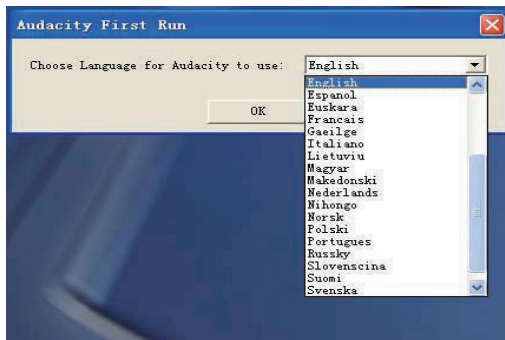 Audacity First Run
Choose Language for Audacity to use:
English
OK
English
Espanol
Euskara
Francais
Gaeilge
Italiano
Lietuviu
Magyar
Makedonski
Nederlands
Nihongo
Norsk
Polski
Portugues
Russky
Slovenscina
Suomi
Svenska